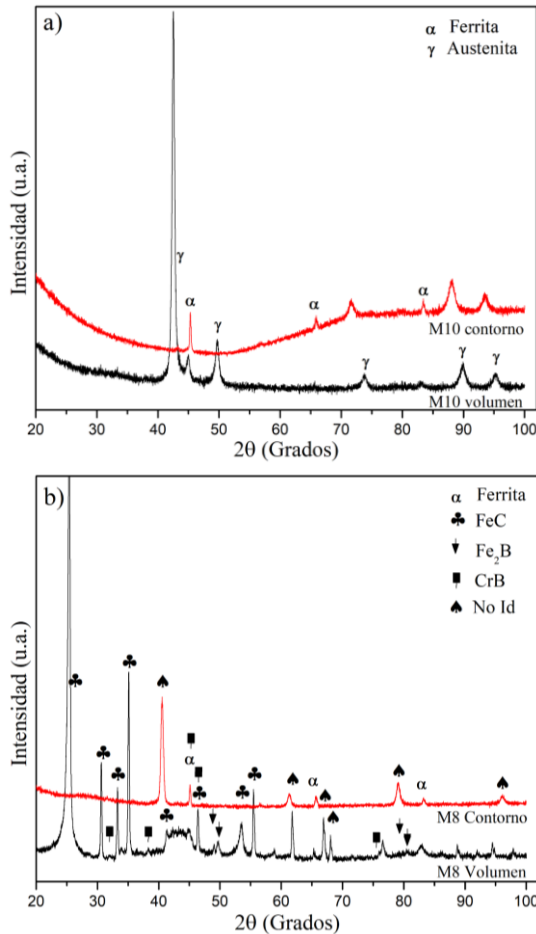 a)
α Ferrita
γ Austenita
γ
α
γ
α
γ
α
γ
γ
M10 contorno
M10 volumen
Intensidad (u.a.)
20 30 40 50 60 70 80 90 100
2θ (Grados)
b)
α Ferrita
♣ FeC
Fe₂B
CrB
♠ No Id
α
α
α
M8 Contorno
M8 Volumen
Intensidad (u.a.)
20 30 40 50 60 70 80 90 100
2θ (Grados)